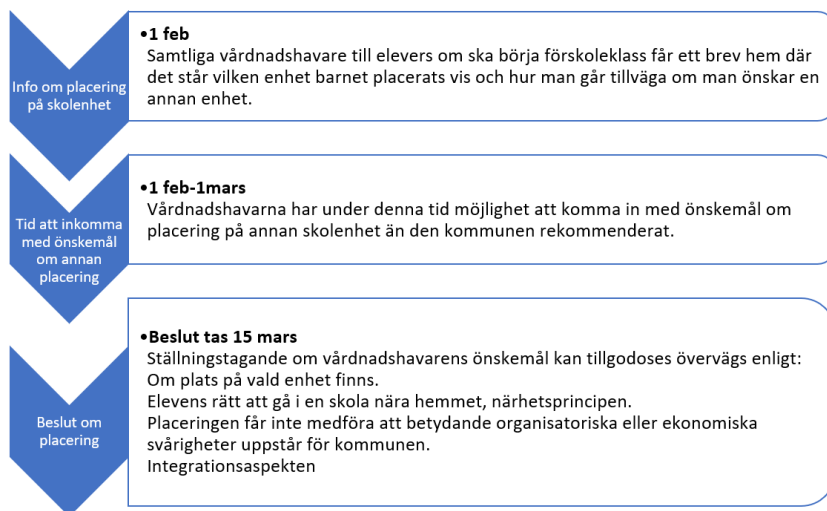 Info om placering
på skolenhet
•1 feb
Samtliga vårdnadshavare till elevers om ska börja förskoleklass får ett brev hem där
det står vilken enhet barnet placerats vis och hur man går tillväga om man önskar en
annan enhet.
Tid att inkomma
med önskemål
om annan
placering
•1 feb-1mars
Vårdnadshavarna har under denna tid möjlighet att komma in med önskemål om
placering på annan skolenhet än den kommunen rekommenderat.
Beslut om
placering
•Beslut tas 15 mars
Ställningstagande om vårdnadshavarens önskemål kan tillgodoses övervägs enligt:
Om plats på vald enhet finns.
Elevens rätt att gå i en skola nära hemmet, närhetsprincipen.
Placeringen får inte medföra att betydande organisatoriska eller ekonomiska
svårigheter uppstår för kommunen.
Integrationsaspekten